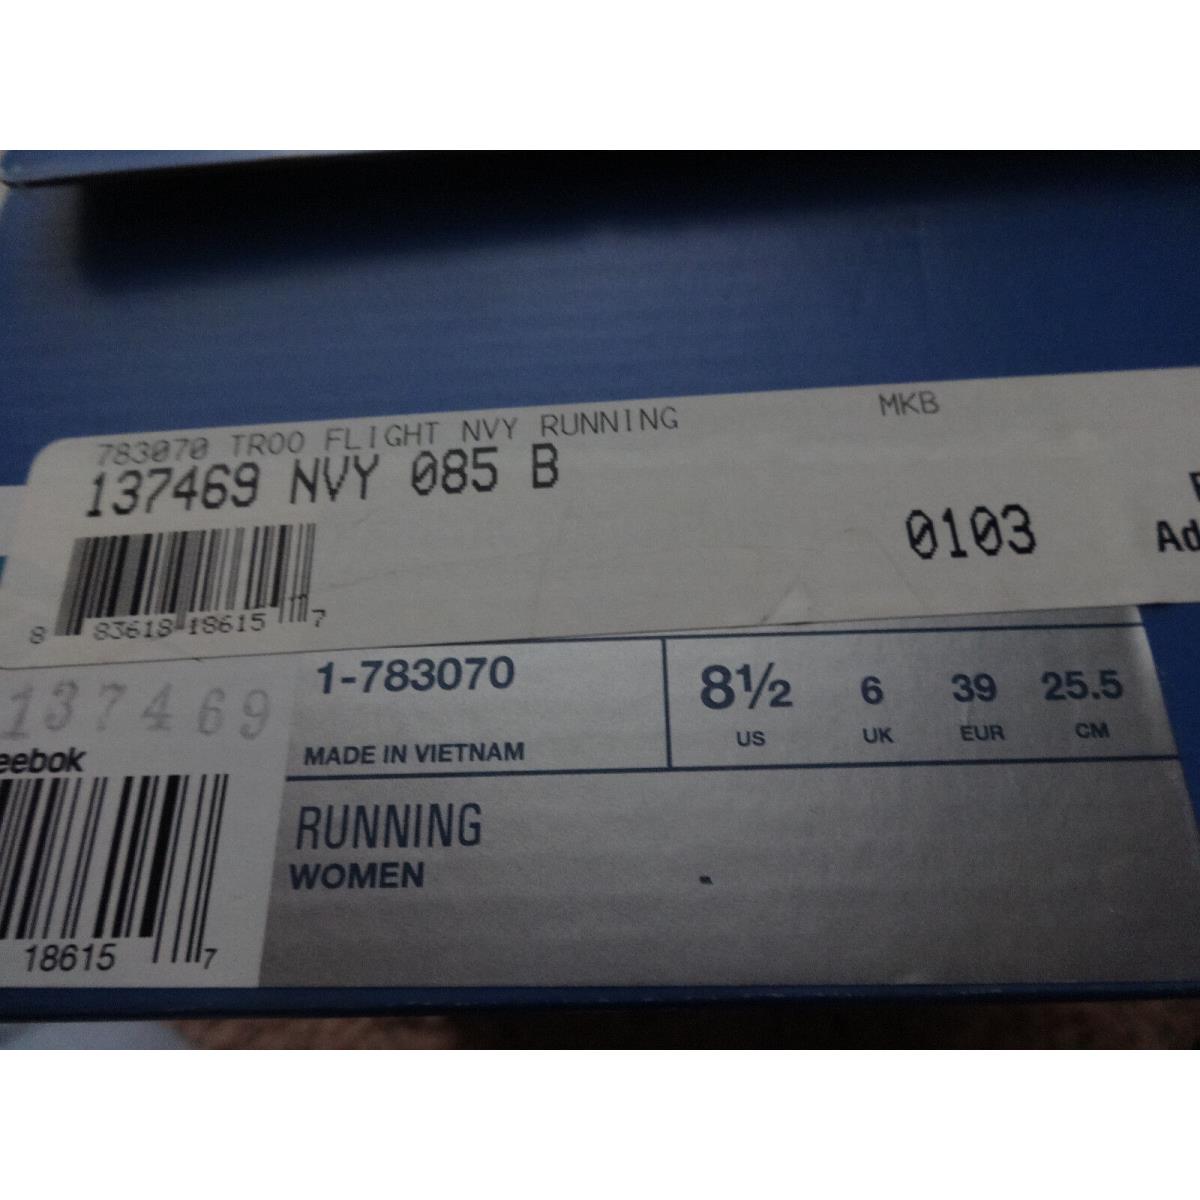 783070 TROO FLIGHT NVY RUNNING
MKB
137469 NVY 085 B
0103
Ad
8 83618 18615 7
1-783070
8½ 6 39 25.5
US UK EUR CM
137469
MADE IN VIETNAM
eebok
RUNNING
WOMEN
18615 7